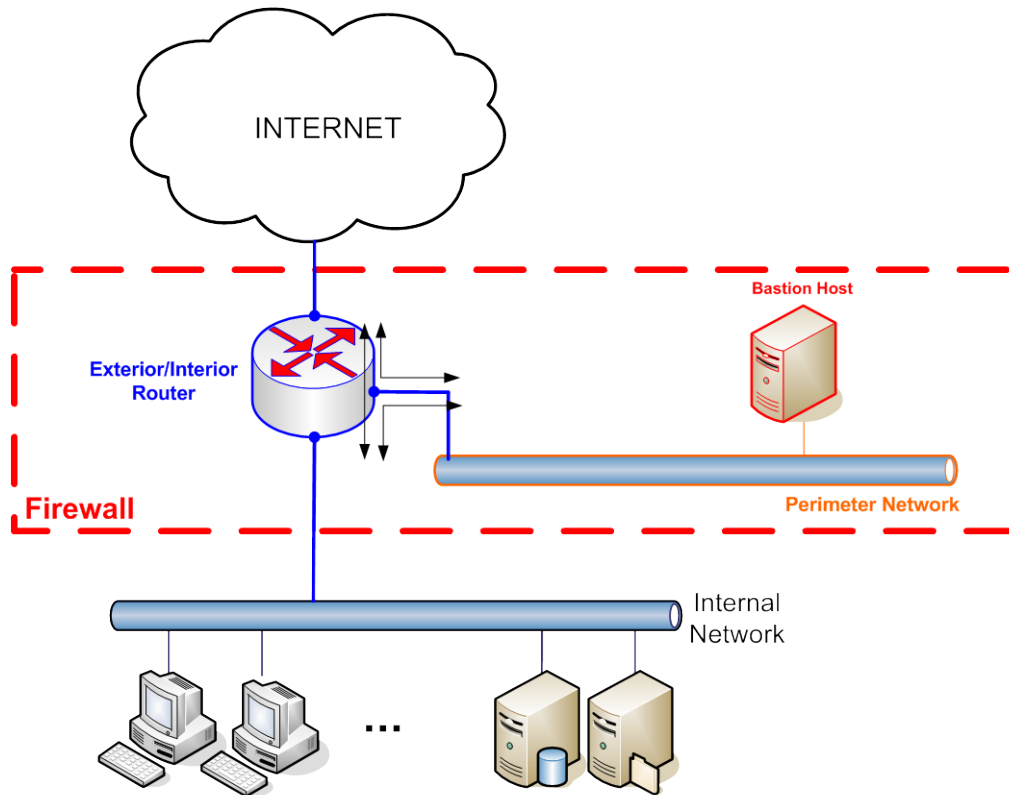 INTERNET
Bastion Host
Exterior/Interior
Router
Firewall
Perimeter Network
Internal
Network
...